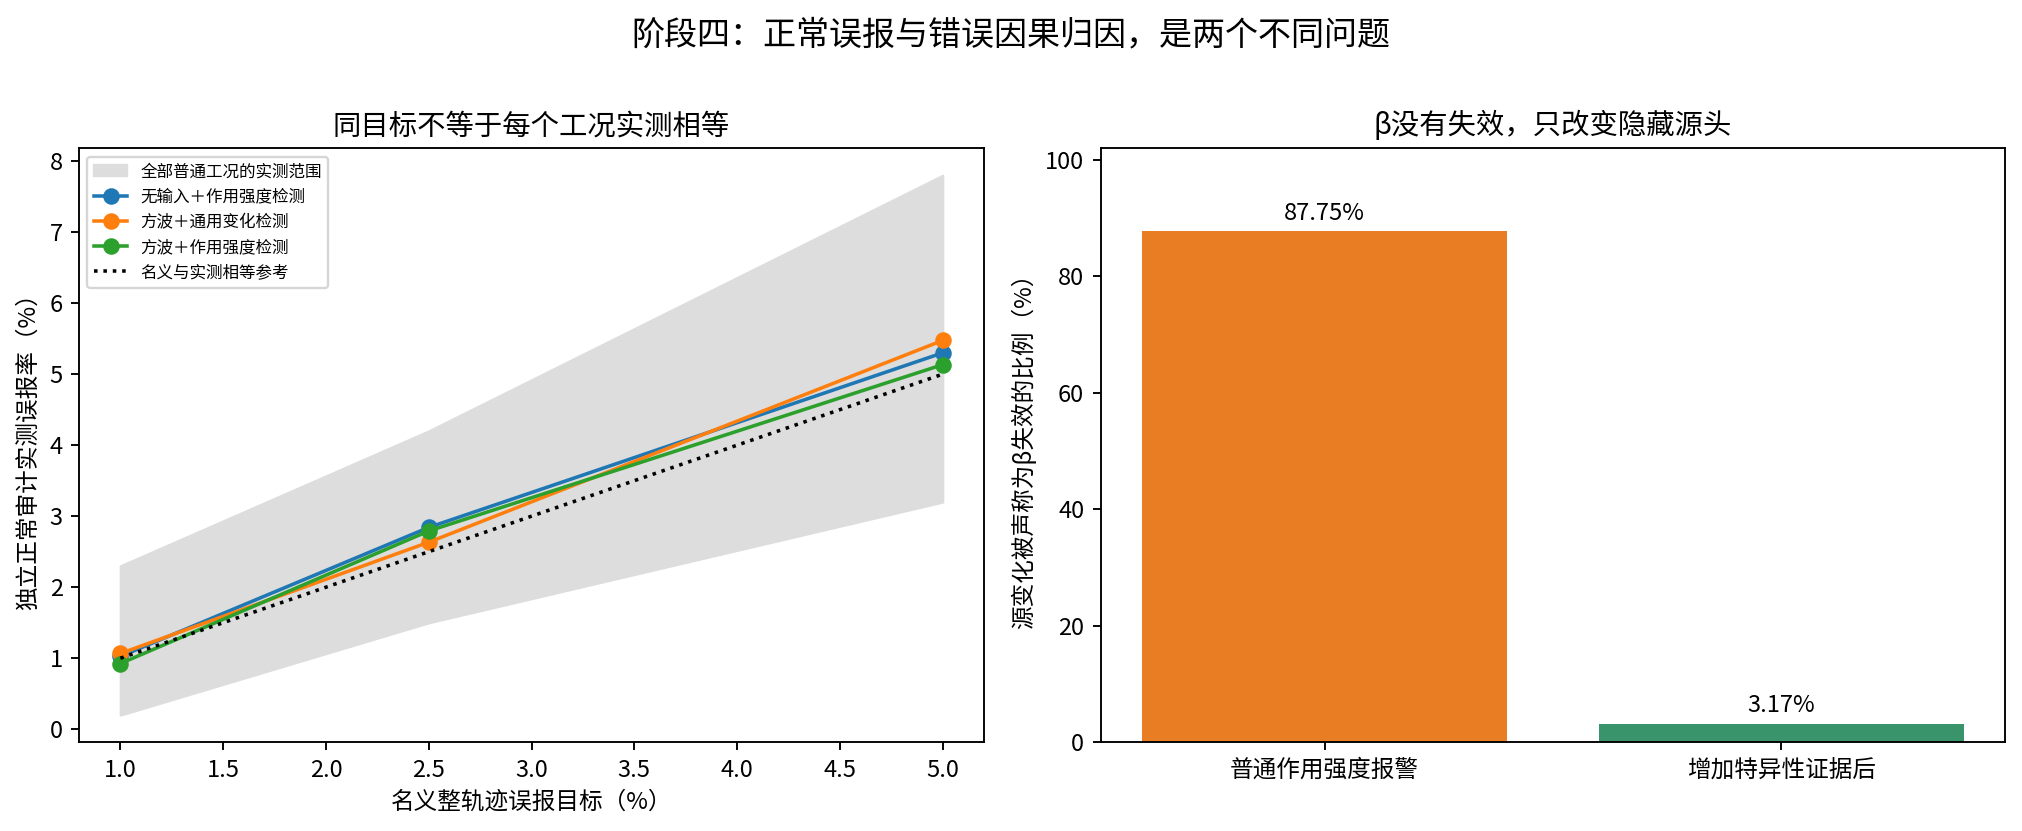 阶段四：正常误报与错误因果归因，是两个不同问题
同目标不等于每个工况实测相等
8
7
6
5
4
3
2
1
0
独立正常审计实测误报率（%）
全部普通工况的实测范围
无输入＋作用强度检测
方波＋通用变化检测
方波＋作用强度检测
名义与实测相等参考
1.0
1.5
2.0
2.5
3.0
3.5
4.0
4.5
5.0
名义整轨迹误报目标（%）
β没有失效，只改变隐藏源头
100
80
60
40
20
0
源变化被声称为β失效的比例（%）
87.75%
3.17%
普通作用强度报警
增加特异性证据后